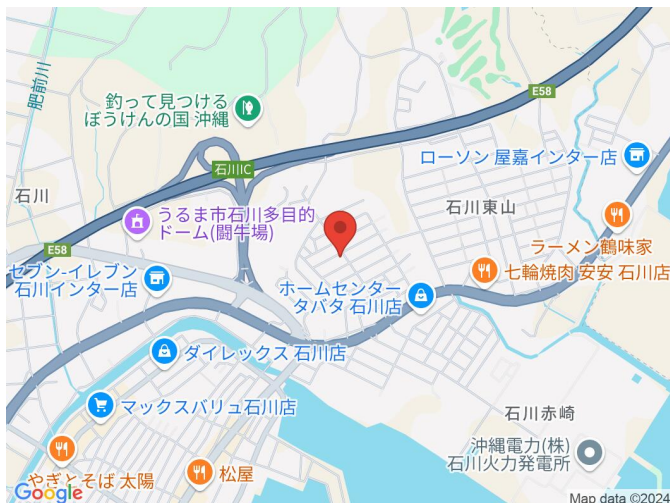 肥前川
釣って見つける
ぼうけんの国 沖縄
E58
石川IC
ローソン 屋嘉インター店
石川
うるま市石川多目的
ドーム(闘牛場)
石川東山
ラーメン鶴味家
E58
セブン-イレブン
石川インター店
七輪焼肉 安安 石川店
ホームセンター
タバタ 石川店
ダイレックス 石川店
マックスバリュ石川店
石川赤崎
沖縄電力(株)
石川火力発電所
やぎとそば 太陽
松屋
Google
Map data ©2024